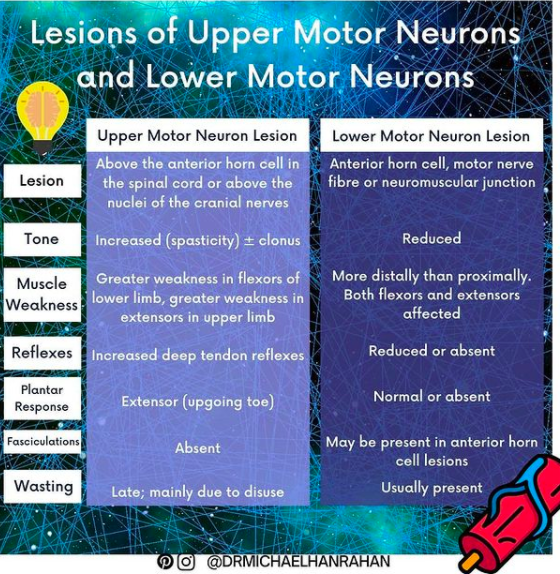 Lesions of Upper Motor Neurons
and Lower Motor Neurons
Upper Motor Neuron Lesion
Lower Motor Neuron Lesion
Lesion
Above the anterior horn cell in
the spinal cord or above the
nuclei of the cranial nerves
Anterior horn cell, motor nerve
fibre or neuromuscular junction
Tone
Increased (spasticity) ± clonus
Reduced
Muscle
Weakness
Greater weakness in flexors of
lower limb, greater weakness in
extensors in upper limb
More distally than proximally.
Both flexors and extensors
affected
Reflexes
Increased deep tendon reflexes
Reduced or absent
Plantar
Response
Extensor (upgoing toe)
Normal or absent
Fasciculations
Absent
May be present in anterior horn
cell lesions
Wasting
Late; mainly due to disuse
Usually present
@DRMICHAELHANRAHAN